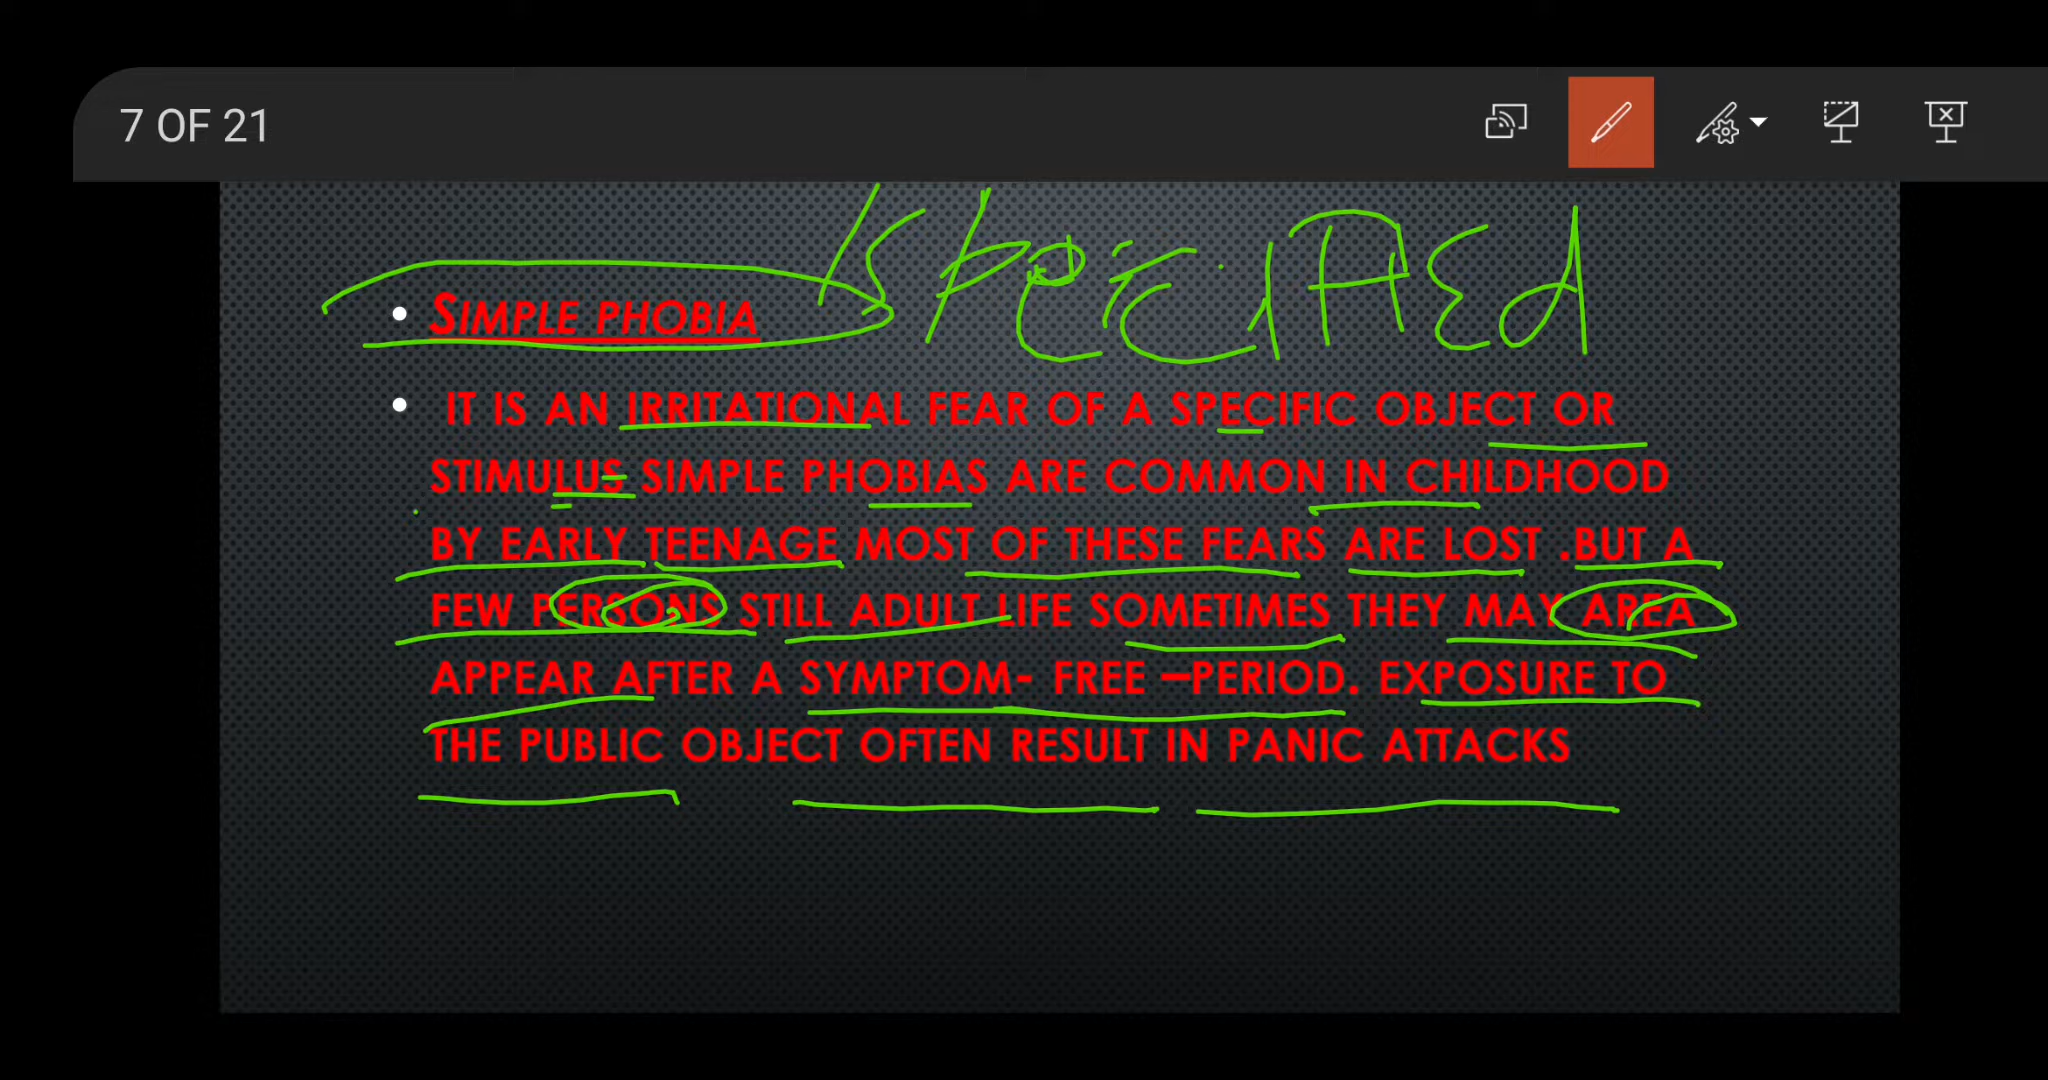 7 OF 21
Specified
• SIMPLE PHOBIA
• IT IS AN IRRITATIONAL FEAR OF A SPECIFIC OBJECT OR
STIMULUS SIMPLE PHOBIAS ARE COMMON IN CHILDHOOD
BY EARLY TEENAGE MOST OF THESE FEARS ARE LOST .BUT A
FEW PERSONS STILL ADULT LIFE SOMETIMES THEY MAY AREA
APPEAR AFTER A SYMPTOM- FREE –PERIOD. EXPOSURE TO
THE PUBLIC OBJECT OFTEN RESULT IN PANIC ATTACKS